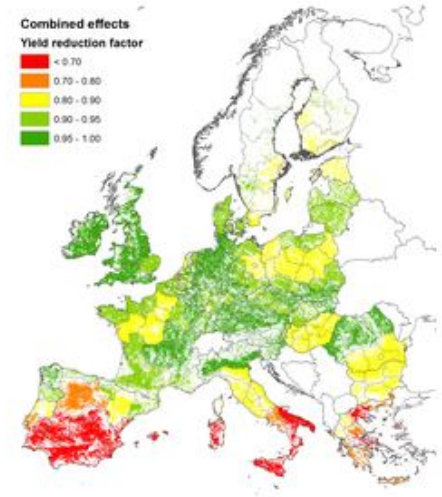 Combined effects
Yield reduction factor
< 0.70
0.70 - 0.80
0.80 - 0.90
0.90 - 0.95
0.95 - 1.00